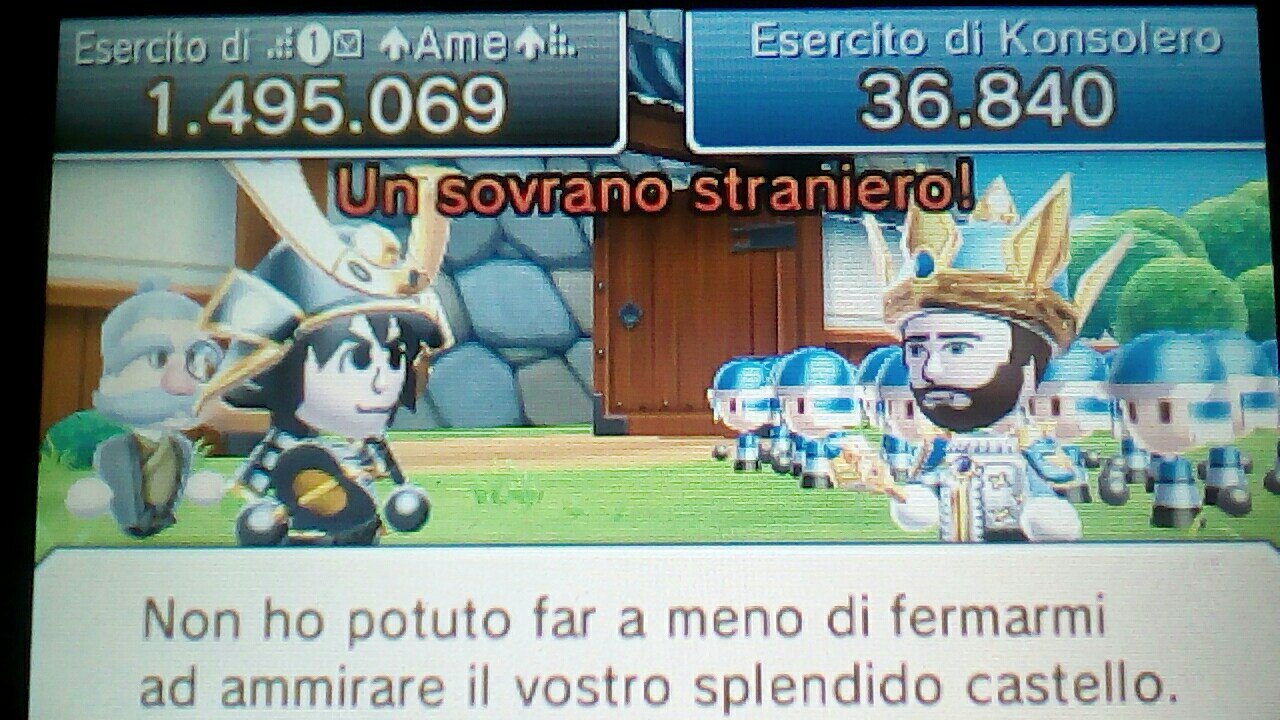 Esercito di .:①✉ ↑Ame↑:.
1.495.069
Esercito di Konsolero
36.840
Un sovrano straniero!
Non ho potuto far a meno di fermarmi
ad ammirare il vostro splendido castello.